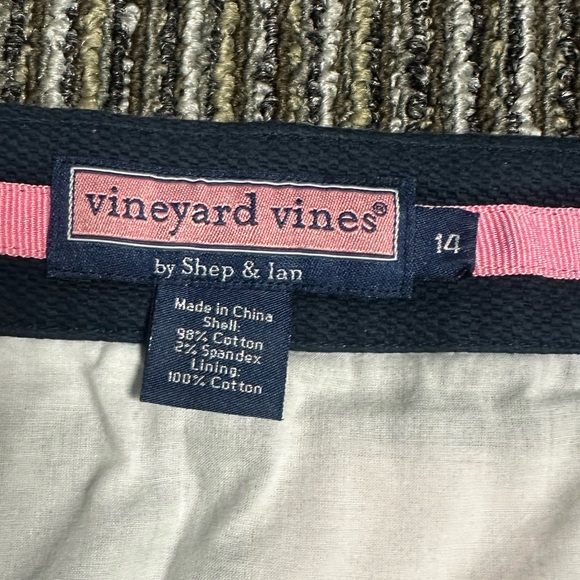 vineyard vines®
by Shep & Ian
14
Made in China
Shell:
98% Cotton
2% Spandex
Lining:
100% Cotton